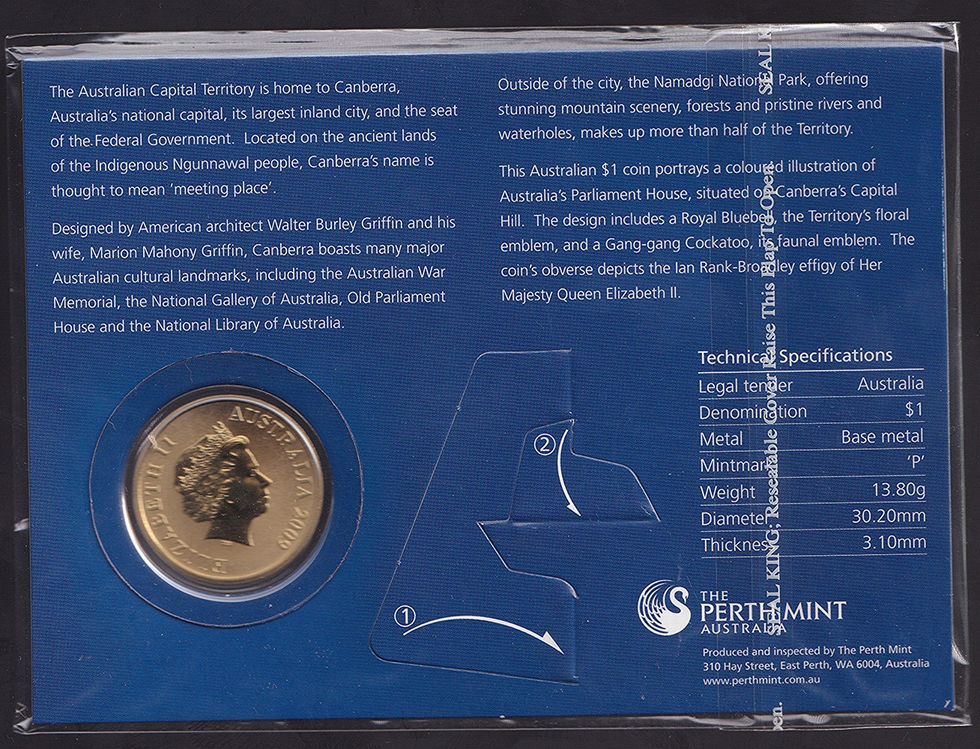 The Australian Capital Territory is home to Canberra,
Australia's national capital, its largest inland city, and the seat
of the Federal Government. Located on the ancient lands
of the Indigenous Ngunnawal people, Canberra's name is
thought to mean 'meeting place'.
Designed by American architect Walter Burley Griffin and his
wife, Marion Mahony Griffin, Canberra boasts many major
Australian cultural landmarks, including the Australian War
Memorial, the National Gallery of Australia, Old Parliament
House and the National Library of Australia.
Outside of the city, the Namadgi National Park, offering
stunning mountain scenery, forests and pristine rivers and
waterholes, makes up more than half of the Territory.
This Australian $1 coin portrays a coloured illustration of
Australia's Parliament House, situated on Canberra's Capital
Hill. The design includes a Royal Bluebell, the Territory's floral
emblem, and a Gang-gang Cockatoo, its faunal emblem. The
coin's obverse depicts the Ian Rank-Broadley effigy of Her
Majesty Queen Elizabeth II.
Technical Specifications
Legal tender Australia
Denomination $1
Metal Base metal
Mintmark 'P'
Weight 13.80g
Diameter 30.20mm
Thickness 3.10mm
ELIZABETH II AUSTRALIA 2009
1
2
THE
PERTH MINT
AUSTRALIA
Produced and inspected by The Perth Mint
310 Hay Street, East Perth, WA 6004, Australia
www.perthmint.com.au
SEAL KING; Resealable Cover Raise This Flap To Open.
SEAL K
pen.